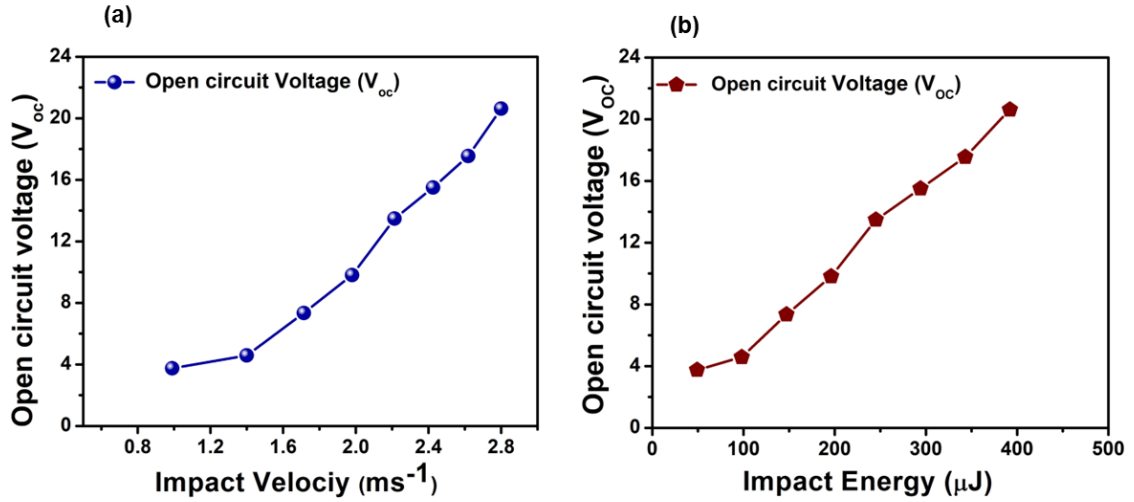 (a)
Open circuit Voltage (Voc)
Open circuit voltage (Voc)
24
20
16
12
8
4
0
0.8 1.2 1.6 2.0 2.4 2.8
Impact Velociy (ms-1)
(b)
Open circuit Voltage (VOC)
Open circuit voltage (VOC)
24
20
16
12
8
4
0
0 100 200 300 400 500
Impact Energy (μJ)